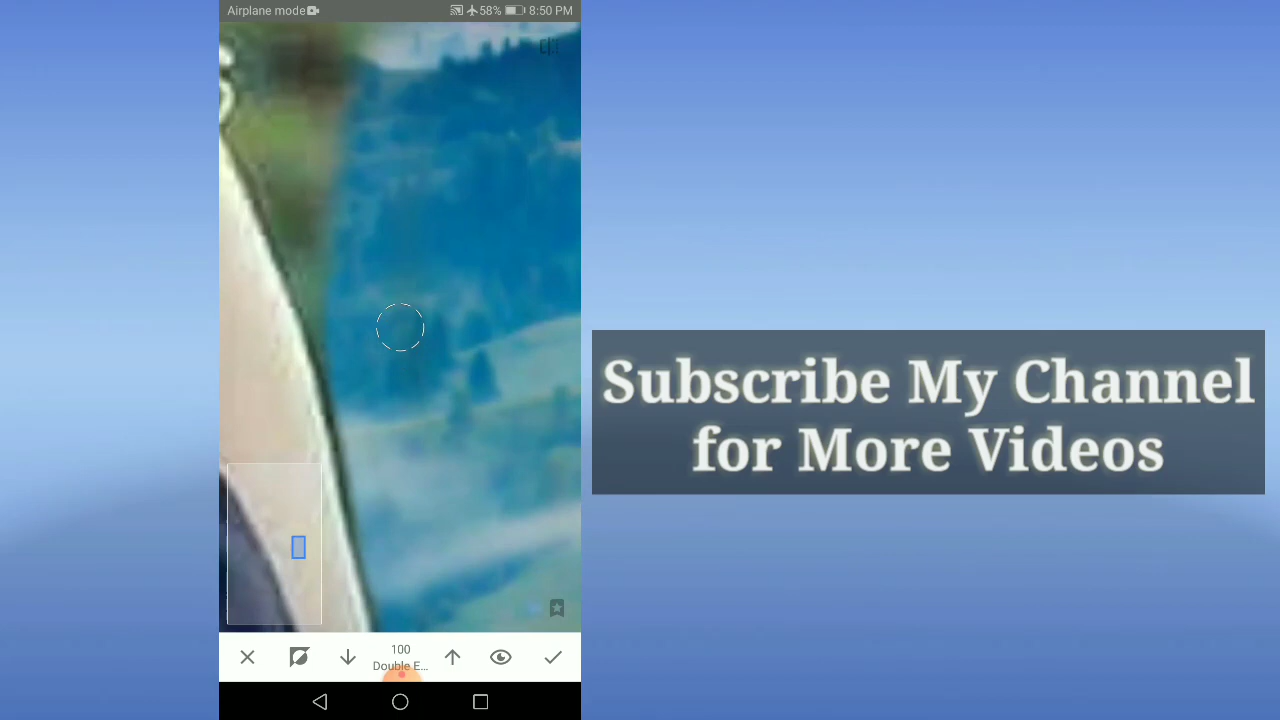 Airplane mode
58% 8:50 PM
Subscribe My Channel
for More Videos
100
Double E...